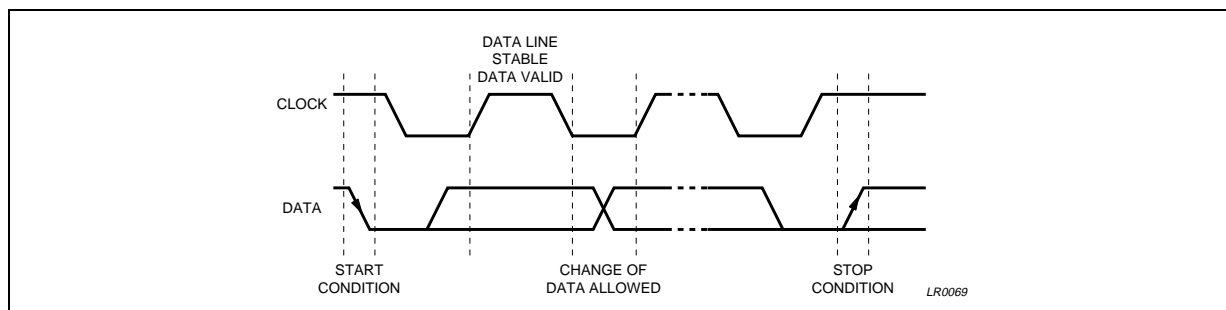 DATA LINE
STABLE
DATA VALID
CLOCK
DATA
START
CONDITION
CHANGE OF
DATA ALLOWED
STOP
CONDITION
LR0069